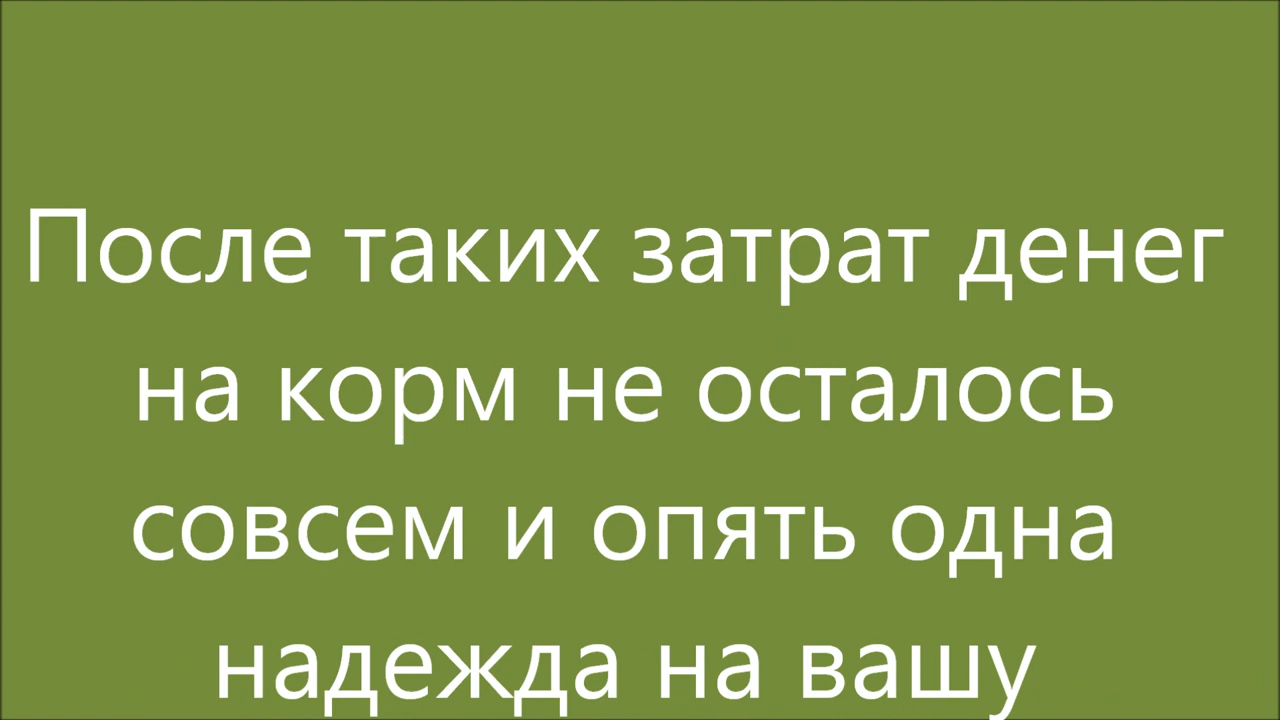 После таких затрат денег
на корм не осталось
совсем и опять одна
надежда на вашу